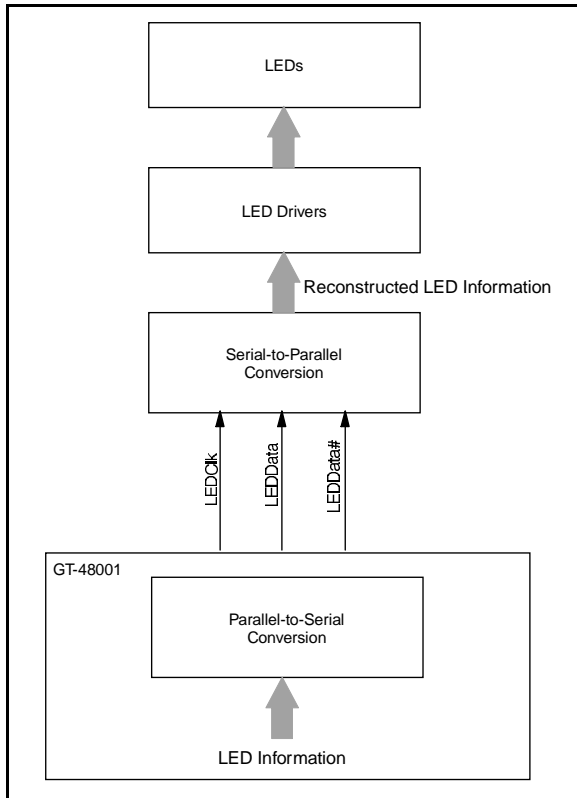 LEDs
LED Drivers
Reconstructed LED Information
Serial-to-Parallel
Conversion
LEDClk
LEDData
LEDData#
GT-48001
Parallel-to-Serial
Conversion
LED Information